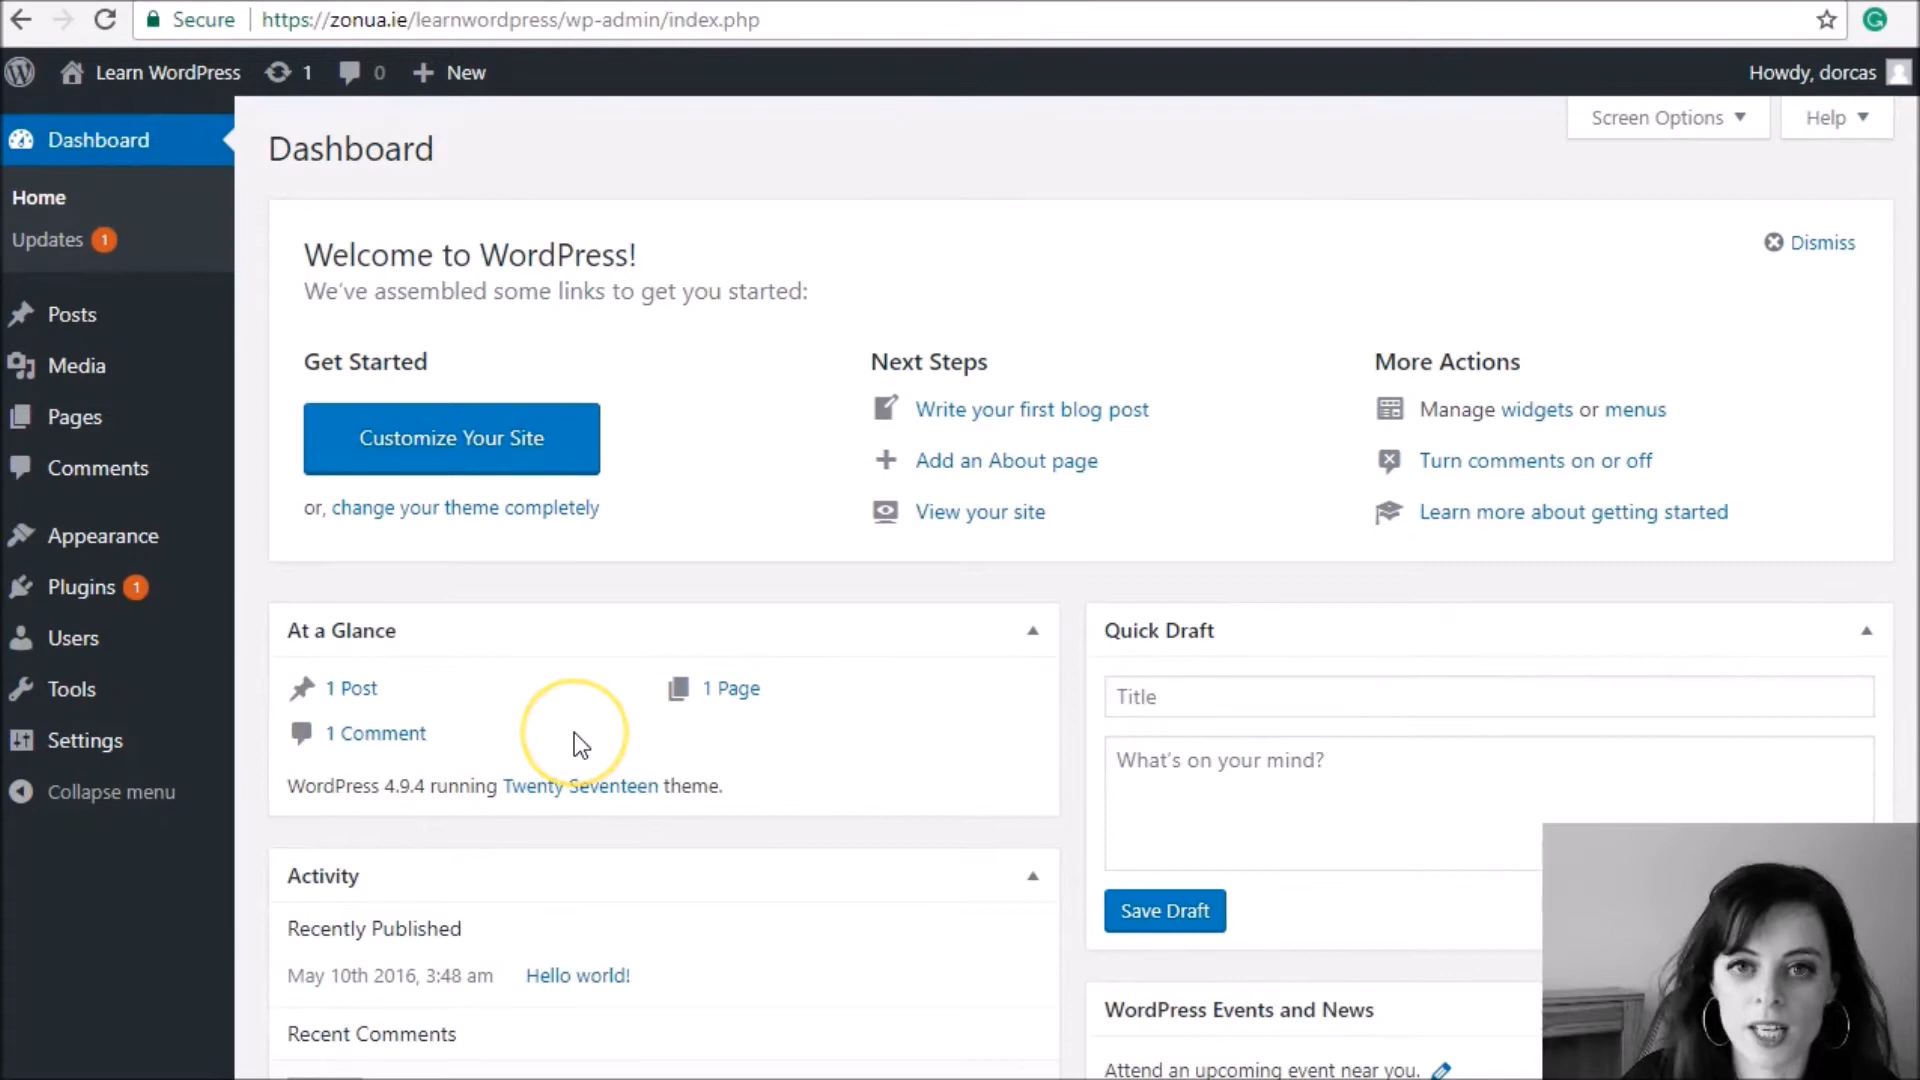 Secure https://zonua.ie/learnwordpress/wp-admin/index.php
Learn WordPress 1 0 New Howdy, dorcas
Screen Options Help
Dashboard
Home
Updates 1
Posts
Media
Pages
Comments
Appearance
Plugins 1
Users
Tools
Settings
Collapse menu
Dashboard
Welcome to WordPress!
We've assembled some links to get you started:
Dismiss
Get Started
Customize Your Site
or, change your theme completely
Next Steps
Write your first blog post
Add an About page
View your site
More Actions
Manage widgets or menus
Turn comments on or off
Learn more about getting started
At a Glance
1 Post 1 Page
1 Comment
WordPress 4.9.4 running Twenty Seventeen theme.
Activity
Recently Published
May 10th 2016, 3:48 am Hello world!
Recent Comments
Quick Draft
Title
What's on your mind?
Save Draft
WordPress Events and News
Attend an upcoming event near you.